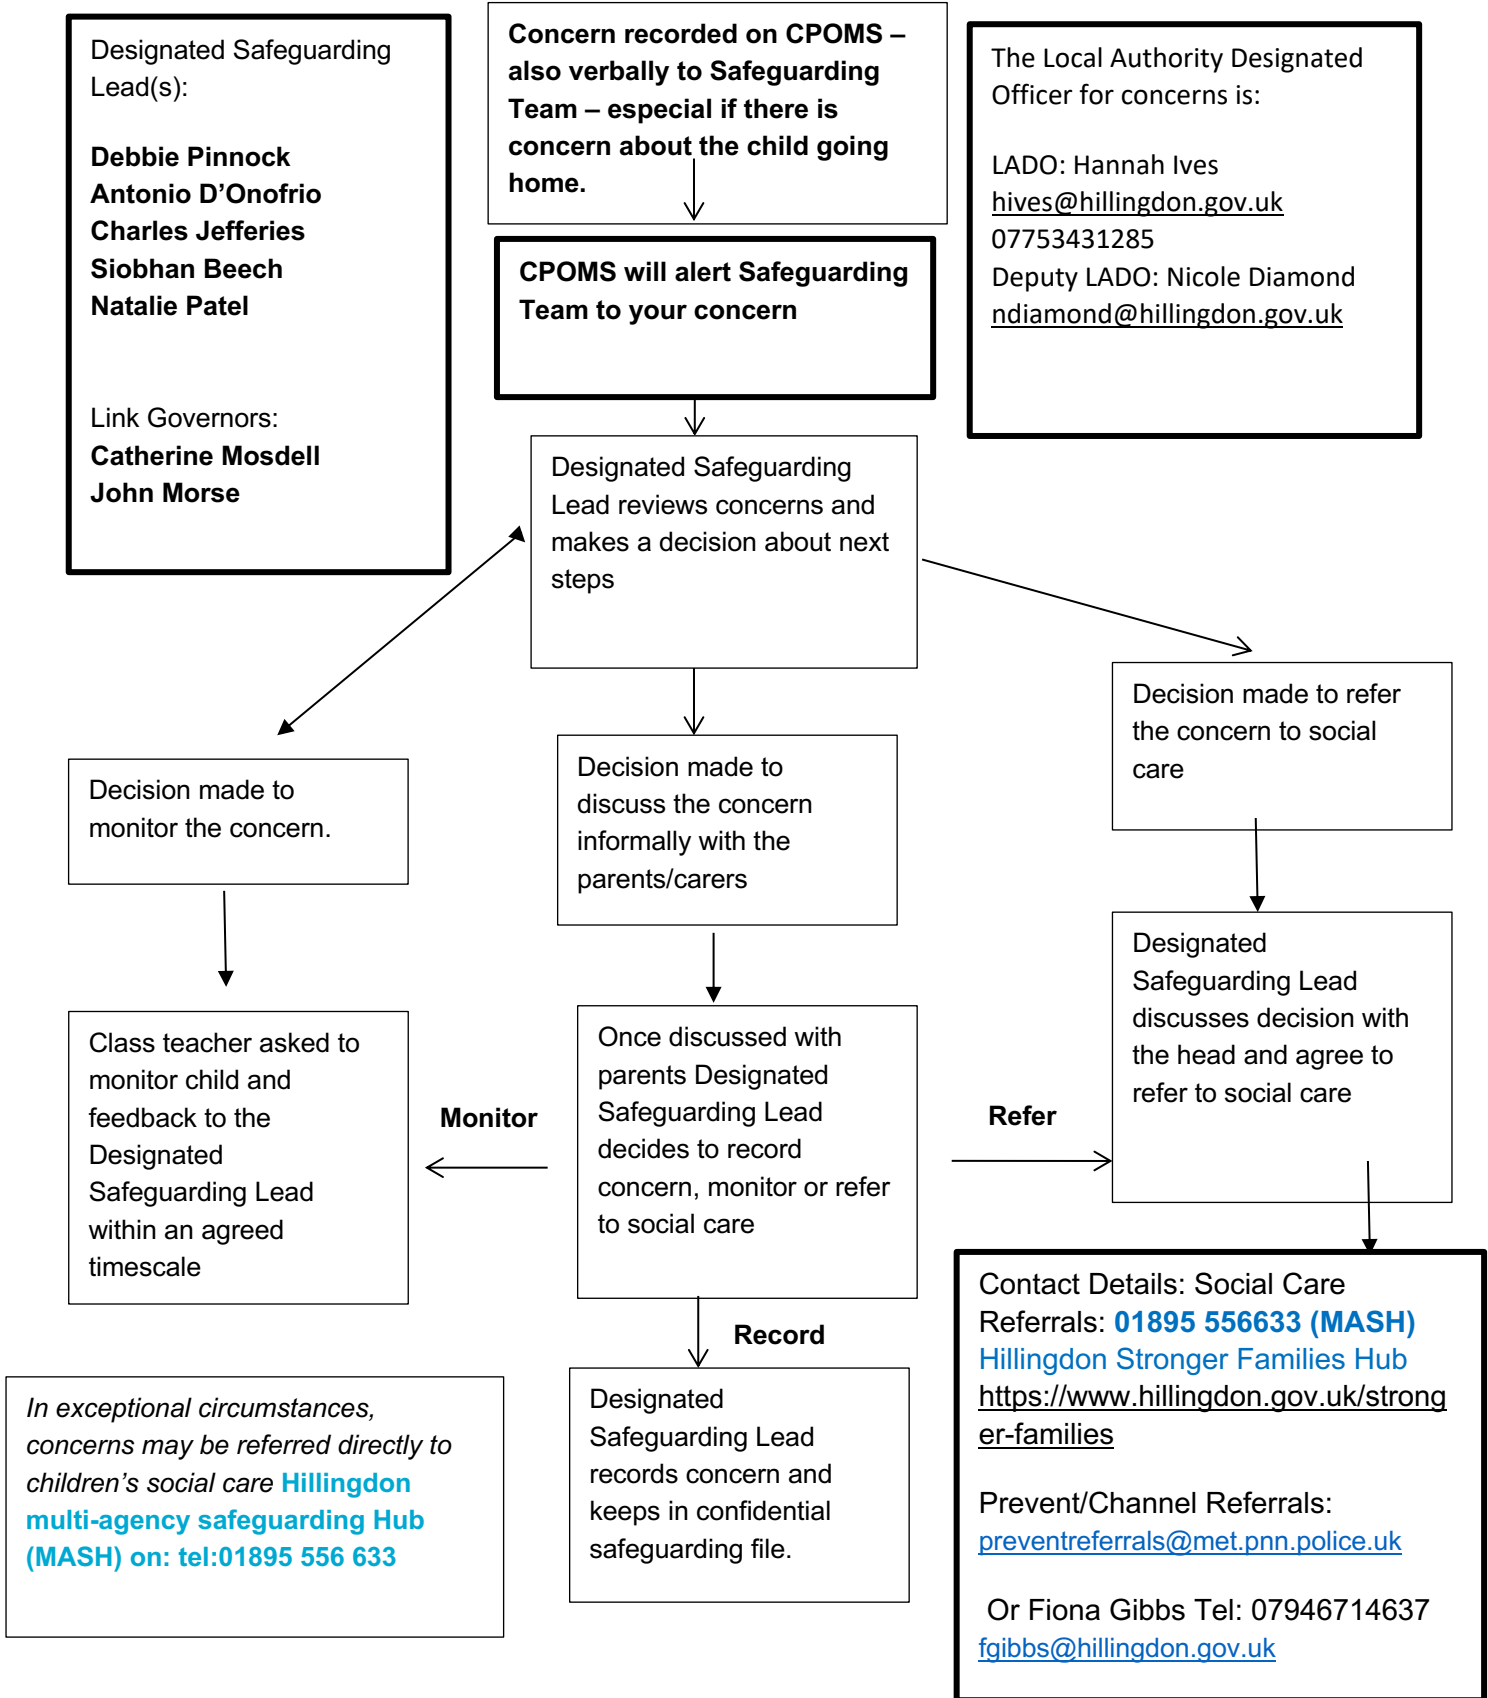 Designated Safeguarding
Lead(s):
Debbie Pinnock
Antonio D’Onofrio
Charles Jefferies
Siobhan Beech
Natalie Patel
Link Governors:
Catherine Mosdell
John Morse
Concern recorded on CPOMS –
also verbally to Safeguarding
Team – especial if there is
concern about the child going
home.
The Local Authority Designated
Officer for concerns is:
LADO: Hannah Ives
hives@hillingdon.gov.uk
07753431285
Deputy LADO: Nicole Diamond
ndiamond@hillingdon.gov.uk
CPOMS will alert Safeguarding
Team to your concern
Designated Safeguarding
Lead reviews concerns and
makes a decision about next
steps
Decision made to
monitor the concern.
Decision made to
discuss the concern
informally with the
parents/carers
Decision made to refer
the concern to social
care
Class teacher asked to
monitor child and
feedback to the
Designated
Safeguarding Lead
within an agreed
timescale
Monitor
Once discussed with
parents Designated
Safeguarding Lead
decides to record
concern, monitor or refer
to social care
Refer
Designated
Safeguarding Lead
discusses decision with
the head and agree to
refer to social care
Record
Designated
Safeguarding Lead
records concern and
keeps in confidential
safeguarding file.
In exceptional circumstances,
concerns may be referred directly to
children’s social care Hillingdon
multi-agency safeguarding Hub
(MASH) on: tel:01895 556 633
Contact Details: Social Care
Referrals: 01895 556633 (MASH)
Hillingdon Stronger Families Hub
https://www.hillingdon.gov.uk/strong
er-families
Prevent/Channel Referrals:
preventreferrals@met.pnn.police.uk
Or Fiona Gibbs Tel: 07946714637
fgibbs@hillingdon.gov.uk